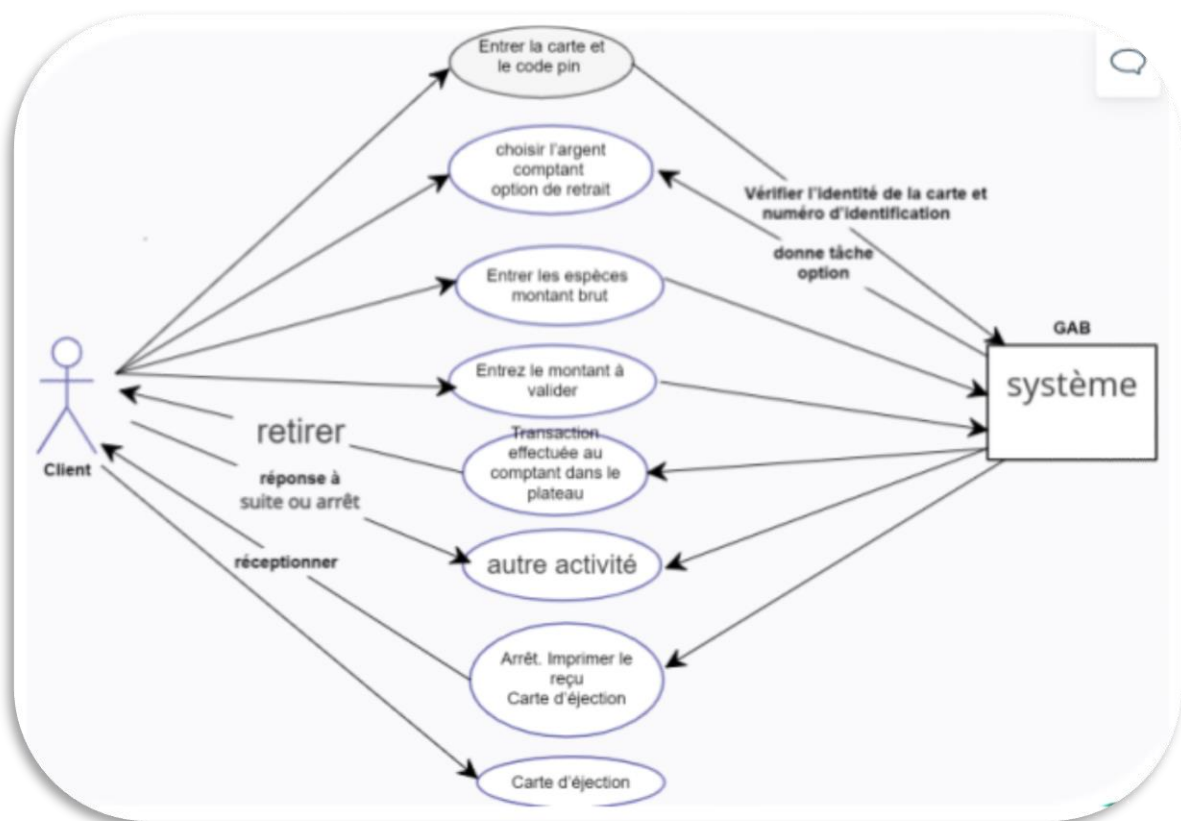 Entrer la carte et
le code pin
choisir l'argent
comptant
option de retrait
Vérifier l'identité de la carte et
numéro d'identification
donne tâche
option
Entrer les espèces
montant brut
GAB
système
Entrez le montant à
valider
retirer
Transaction
effectuée au
comptant dans le
plateau
Client
réponse à
suite ou arrêt
autre activité
réceptionner
Arrêt. Imprimer le
reçu
Carte d'éjection
Carte d'éjection